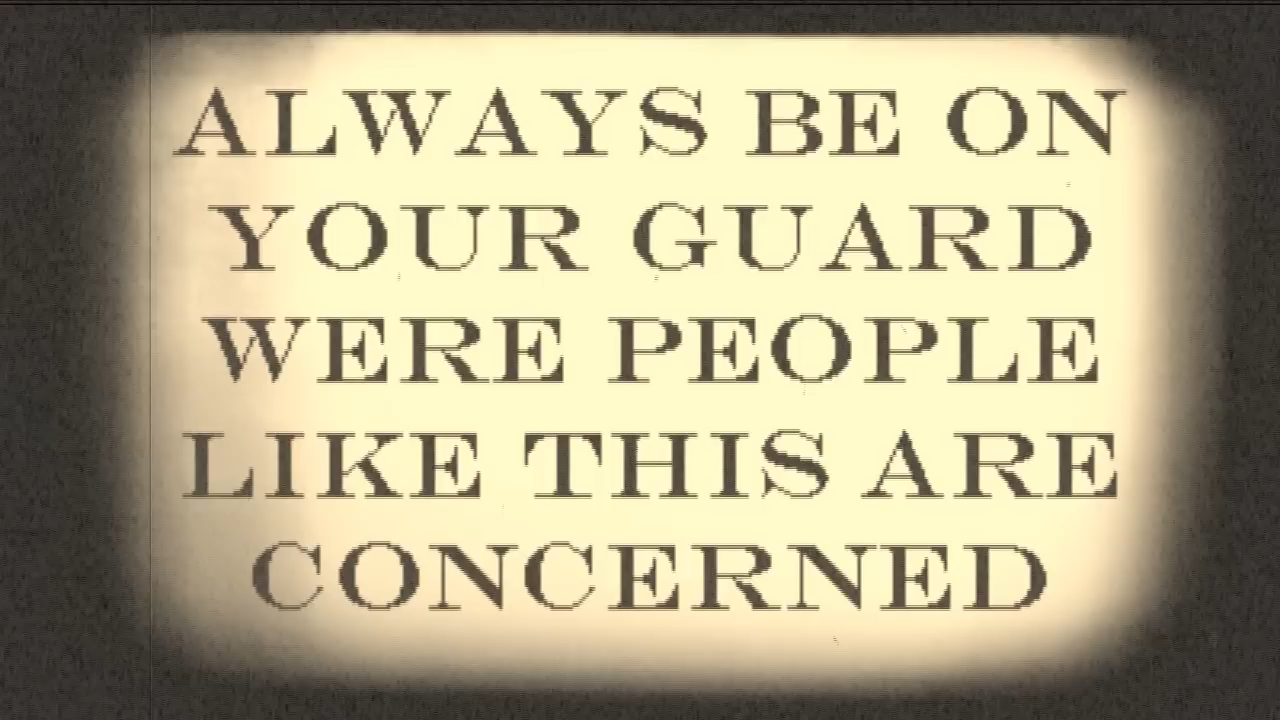 ALWAYS BE ON
YOUR GUARD
WERE PEOPLE
LIKE THIS ARE
CONCERNED